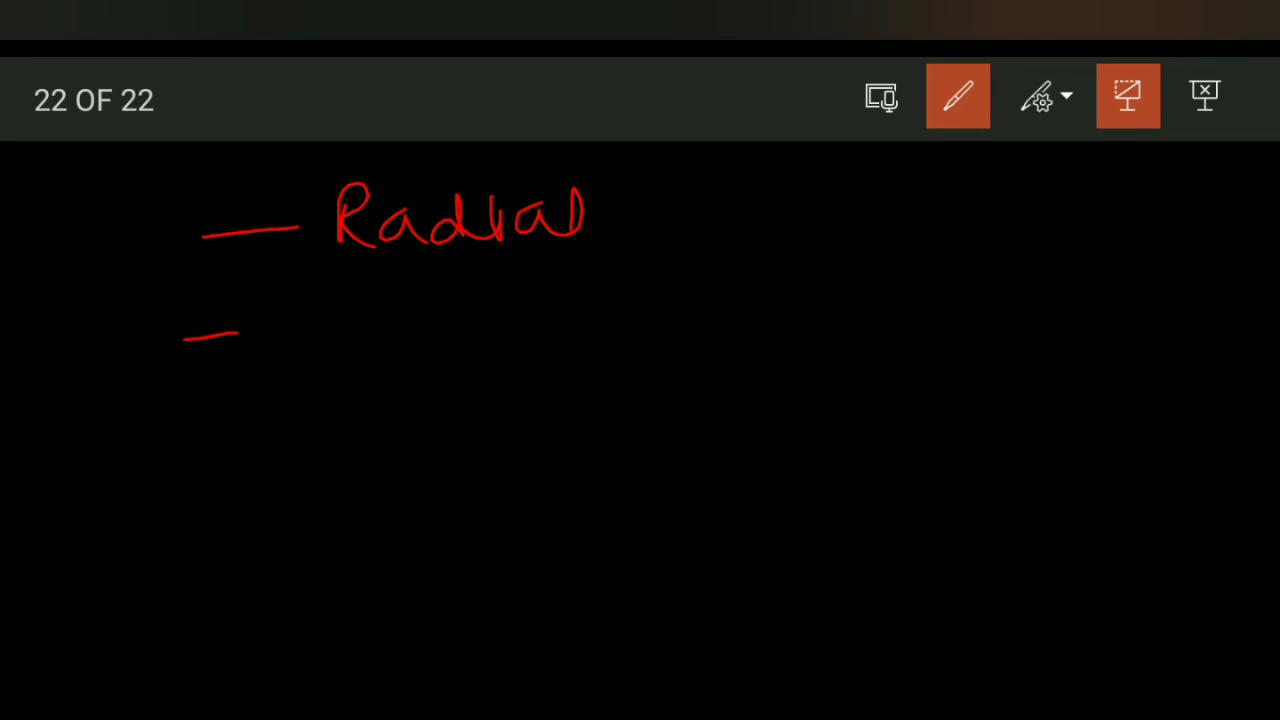 22 OF 22
— Radial
—